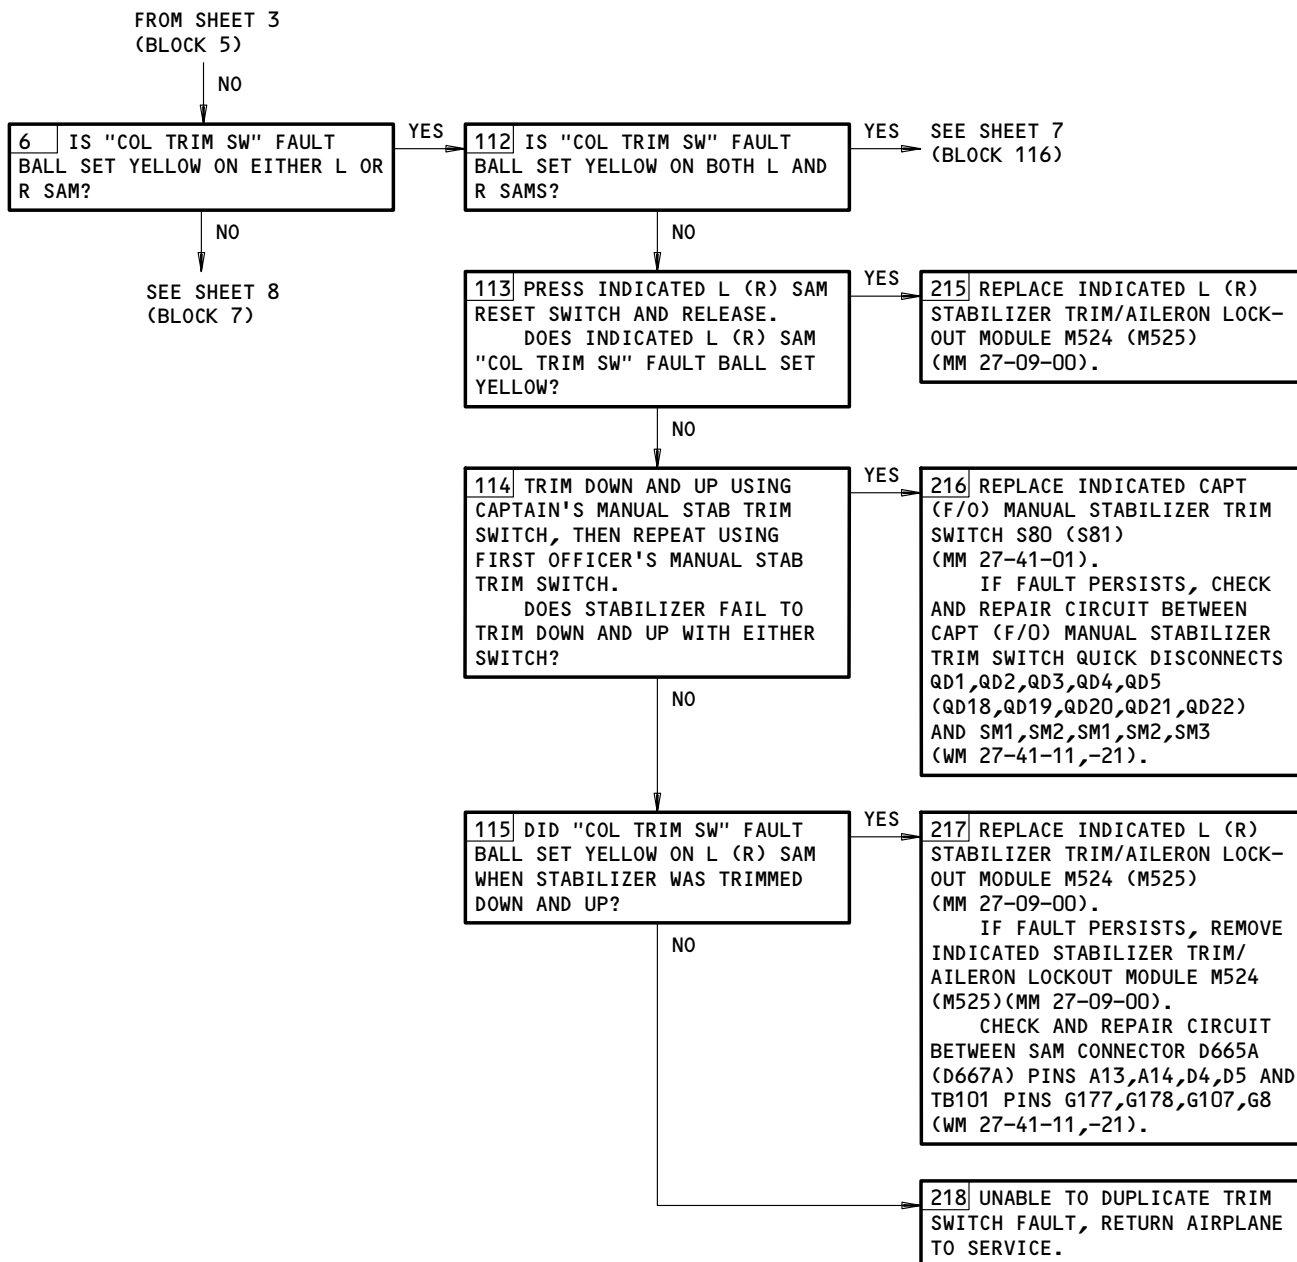 FROM SHEET 3
(BLOCK 5)
NO
6 IS "COL TRIM SW" FAULT
BALL SET YELLOW ON EITHER L OR
R SAM?
YES
NO
SEE SHEET 8
(BLOCK 7)
112 IS "COL TRIM SW" FAULT
BALL SET YELLOW ON BOTH L AND
R SAMS?
YES
SEE SHEET 7
(BLOCK 116)
NO
113 PRESS INDICATED L (R) SAM
RESET SWITCH AND RELEASE.
DOES INDICATED L (R) SAM
"COL TRIM SW" FAULT BALL SET
YELLOW?
YES
215 REPLACE INDICATED L (R)
STABILIZER TRIM/AILERON LOCK-
OUT MODULE M524 (M525)
(MM 27-09-00).
NO
114 TRIM DOWN AND UP USING
CAPTAIN'S MANUAL STAB TRIM
SWITCH, THEN REPEAT USING
FIRST OFFICER'S MANUAL STAB
TRIM SWITCH.
DOES STABILIZER FAIL TO
TRIM DOWN AND UP WITH EITHER
SWITCH?
YES
216 REPLACE INDICATED CAPT
(F/O) MANUAL STABILIZER TRIM
SWITCH S80 (S81)
(MM 27-41-01).
IF FAULT PERSISTS, CHECK
AND REPAIR CIRCUIT BETWEEN
CAPT (F/O) MANUAL STABILIZER
TRIM SWITCH QUICK DISCONNECTS
QD1,QD2,QD3,QD4,QD5
(QD18,QD19,QD20,QD21,QD22)
AND SM1,SM2,SM1,SM2,SM3
(WM 27-41-11,-21).
NO
115 DID "COL TRIM SW" FAULT
BALL SET YELLOW ON L (R) SAM
WHEN STABILIZER WAS TRIMMED
DOWN AND UP?
YES
217 REPLACE INDICATED L (R)
STABILIZER TRIM/AILERON LOCK-
OUT MODULE M524 (M525)
(MM 27-09-00).
IF FAULT PERSISTS, REMOVE
INDICATED STABILIZER TRIM/
AILERON LOCKOUT MODULE M524
(M525)(MM 27-09-00).
CHECK AND REPAIR CIRCUIT
BETWEEN SAM CONNECTOR D665A
(D667A) PINS A13,A14,D4,D5 AND
TB101 PINS G177,G178,G107,G8
(WM 27-41-11,-21).
NO
218 UNABLE TO DUPLICATE TRIM
SWITCH FAULT, RETURN AIRPLANE
TO SERVICE.